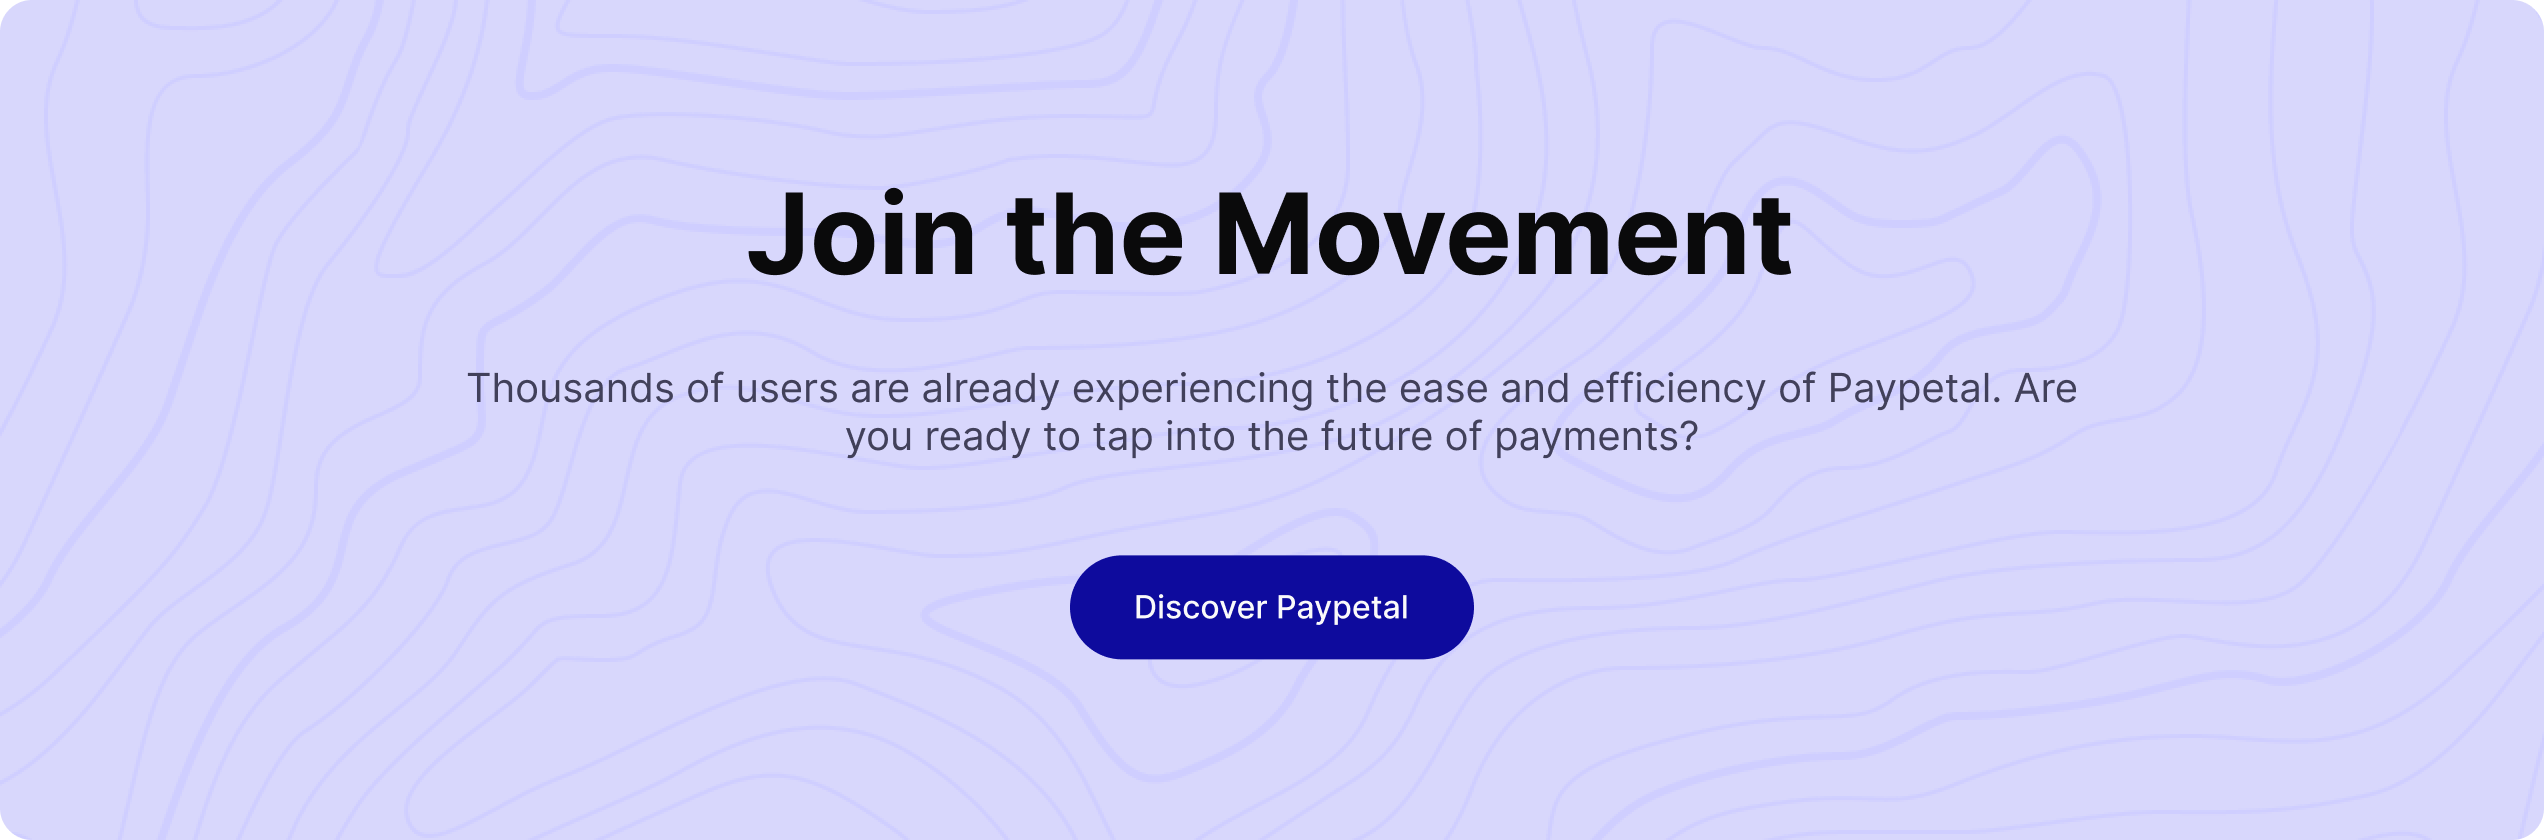 Join the Movement
Thousands of users are already experiencing the ease and efficiency of Paypetal. Are
you ready to tap into the future of payments?
Discover Paypetal